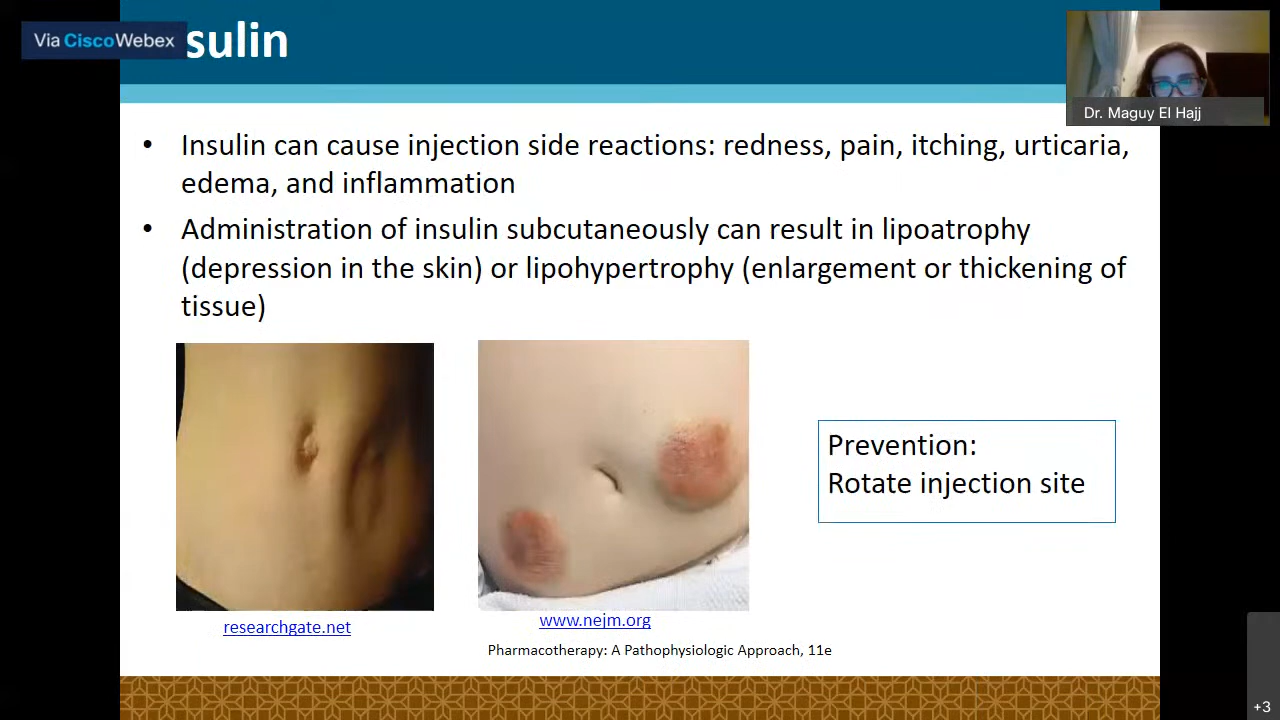 Via CiscoWebex
sulin
Dr. Maguy El Hajj
• Insulin can cause injection side reactions: redness, pain, itching, urticaria,
edema, and inflammation
• Administration of insulin subcutaneously can result in lipoatrophy
(depression in the skin) or lipohypertrophy (enlargement or thickening of
tissue)
Prevention:
Rotate injection site
researchgate.net
www.nejm.org
Pharmacotherapy: A Pathophysiologic Approach, 11e
+3